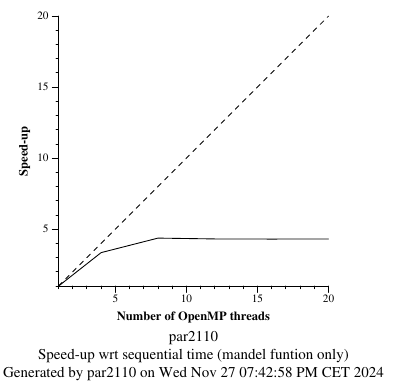 20
15
10
5
Speed-up
5
10
15
20
Number of OpenMP threads
par2110
Speed-up wrt sequential time (mandel funtion only)
Generated by par2110 on Wed Nov 27 07:42:58 PM CET 2024